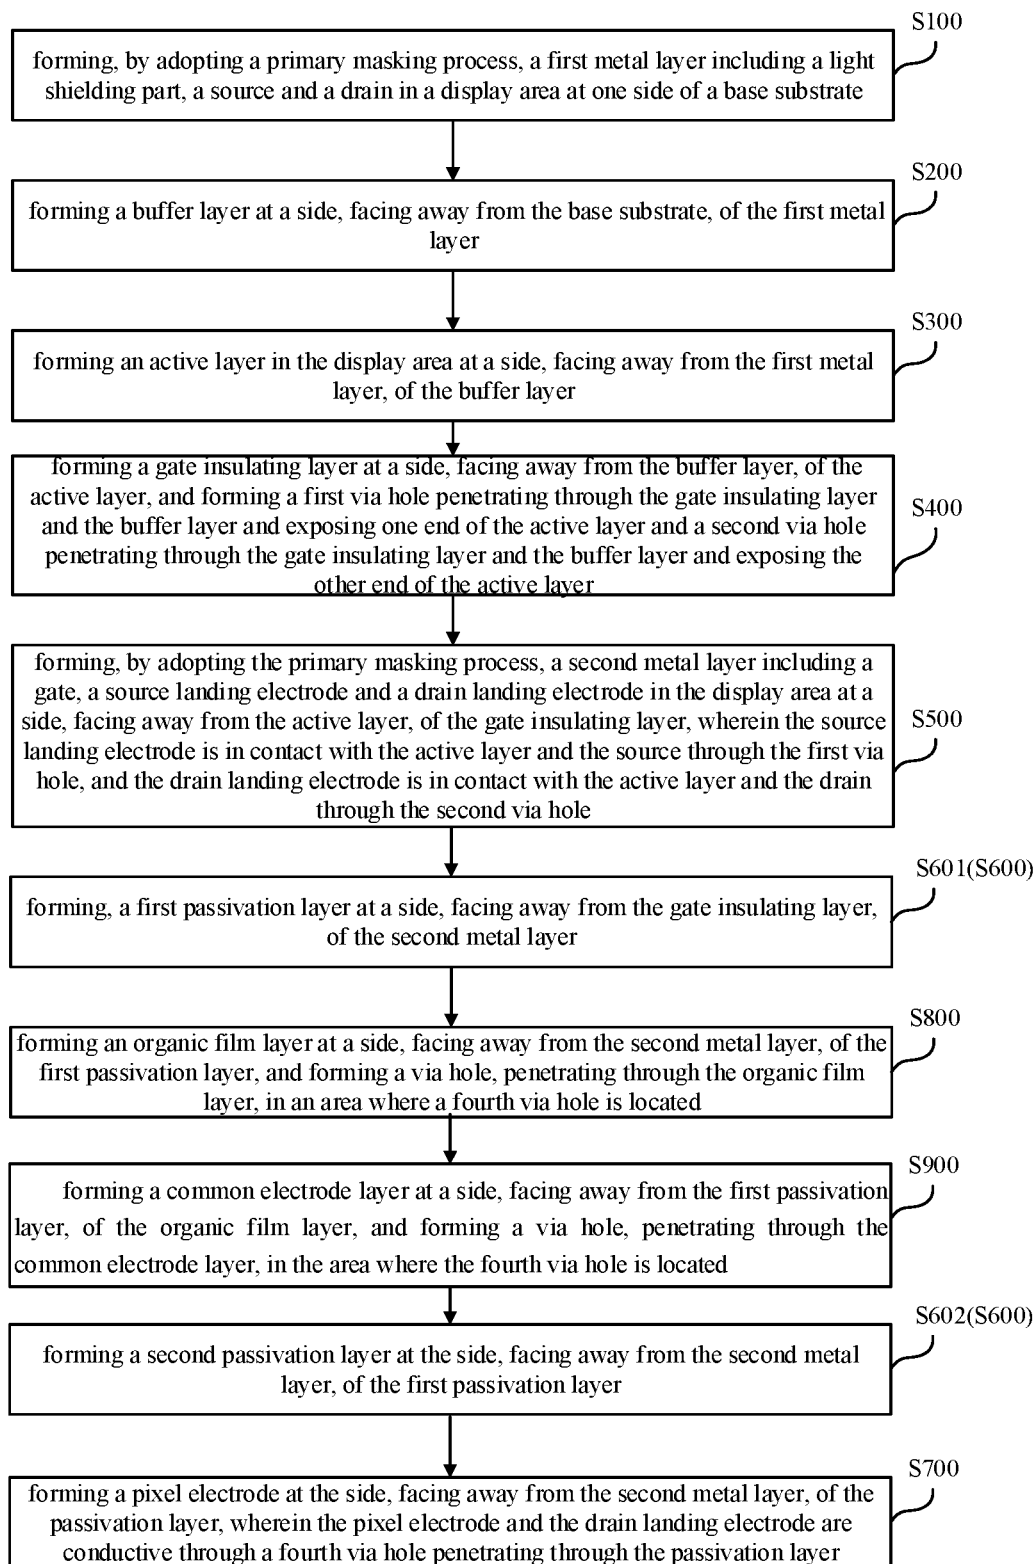 S100
forming, by adopting a primary masking process, a first metal layer including a light
shielding part, a source and a drain in a display area at one side of a base substrate
S200
forming a buffer layer at a side, facing away from the base substrate, of the first metal
layer
S300
forming an active layer in the display area at a side, facing away from the first metal
layer, of the buffer layer
forming a gate insulating layer at a side, facing away from the buffer layer, of the
active layer, and forming a first via hole penetrating through the gate insulating layer
and the buffer layer and exposing one end of the active layer and a second via hole
penetrating through the gate insulating layer and the buffer layer and exposing the
other end of the active layer
S400
forming, by adopting the primary masking process, a second metal layer including a
gate, a source landing electrode and a drain landing electrode in the display area at a
side, facing away from the active layer, of the gate insulating layer, wherein the source
landing electrode is in contact with the active layer and the source through the first via
hole, and the drain landing electrode is in contact with the active layer and the drain
through the second via hole
S500
S601(S600)
forming, a first passivation layer at a side, facing away from the gate insulating layer,
of the second metal layer
S800
forming an organic film layer at a side, facing away from the second metal layer, of the
first passivation layer, and forming a via hole, penetrating through the organic film
layer, in an area where a fourth via hole is located
S900
forming a common electrode layer at a side, facing away from the first passivation
layer, of the organic film layer, and forming a via hole, penetrating through the
common electrode layer, in the area where the fourth via hole is located
S602(S600)
forming a second passivation layer at the side, facing away from the second metal
layer, of the first passivation layer
S700
forming a pixel electrode at the side, facing away from the second metal layer, of the
passivation layer, wherein the pixel electrode and the drain landing electrode are
conductive through a fourth via hole penetrating through the passivation layer